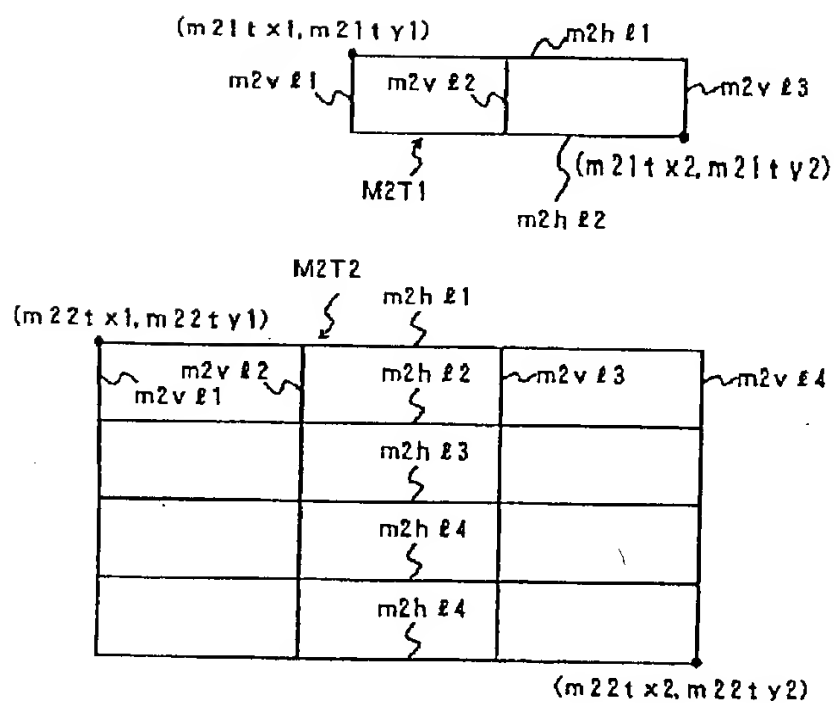 (m21tx1, m21ty1)
m2hℓ1
m2vℓ1
m2vℓ2
m2vℓ3
M2T1
(m21tx2, m21ty2)
m2hℓ2
M2T2
m2hℓ1
(m22tx1, m22ty1)
m2vℓ2
m2hℓ2
m2vℓ3
m2vℓ4
m2vℓ1
m2hℓ3
m2hℓ4
m2hℓ4
(m22tx2, m22ty2)